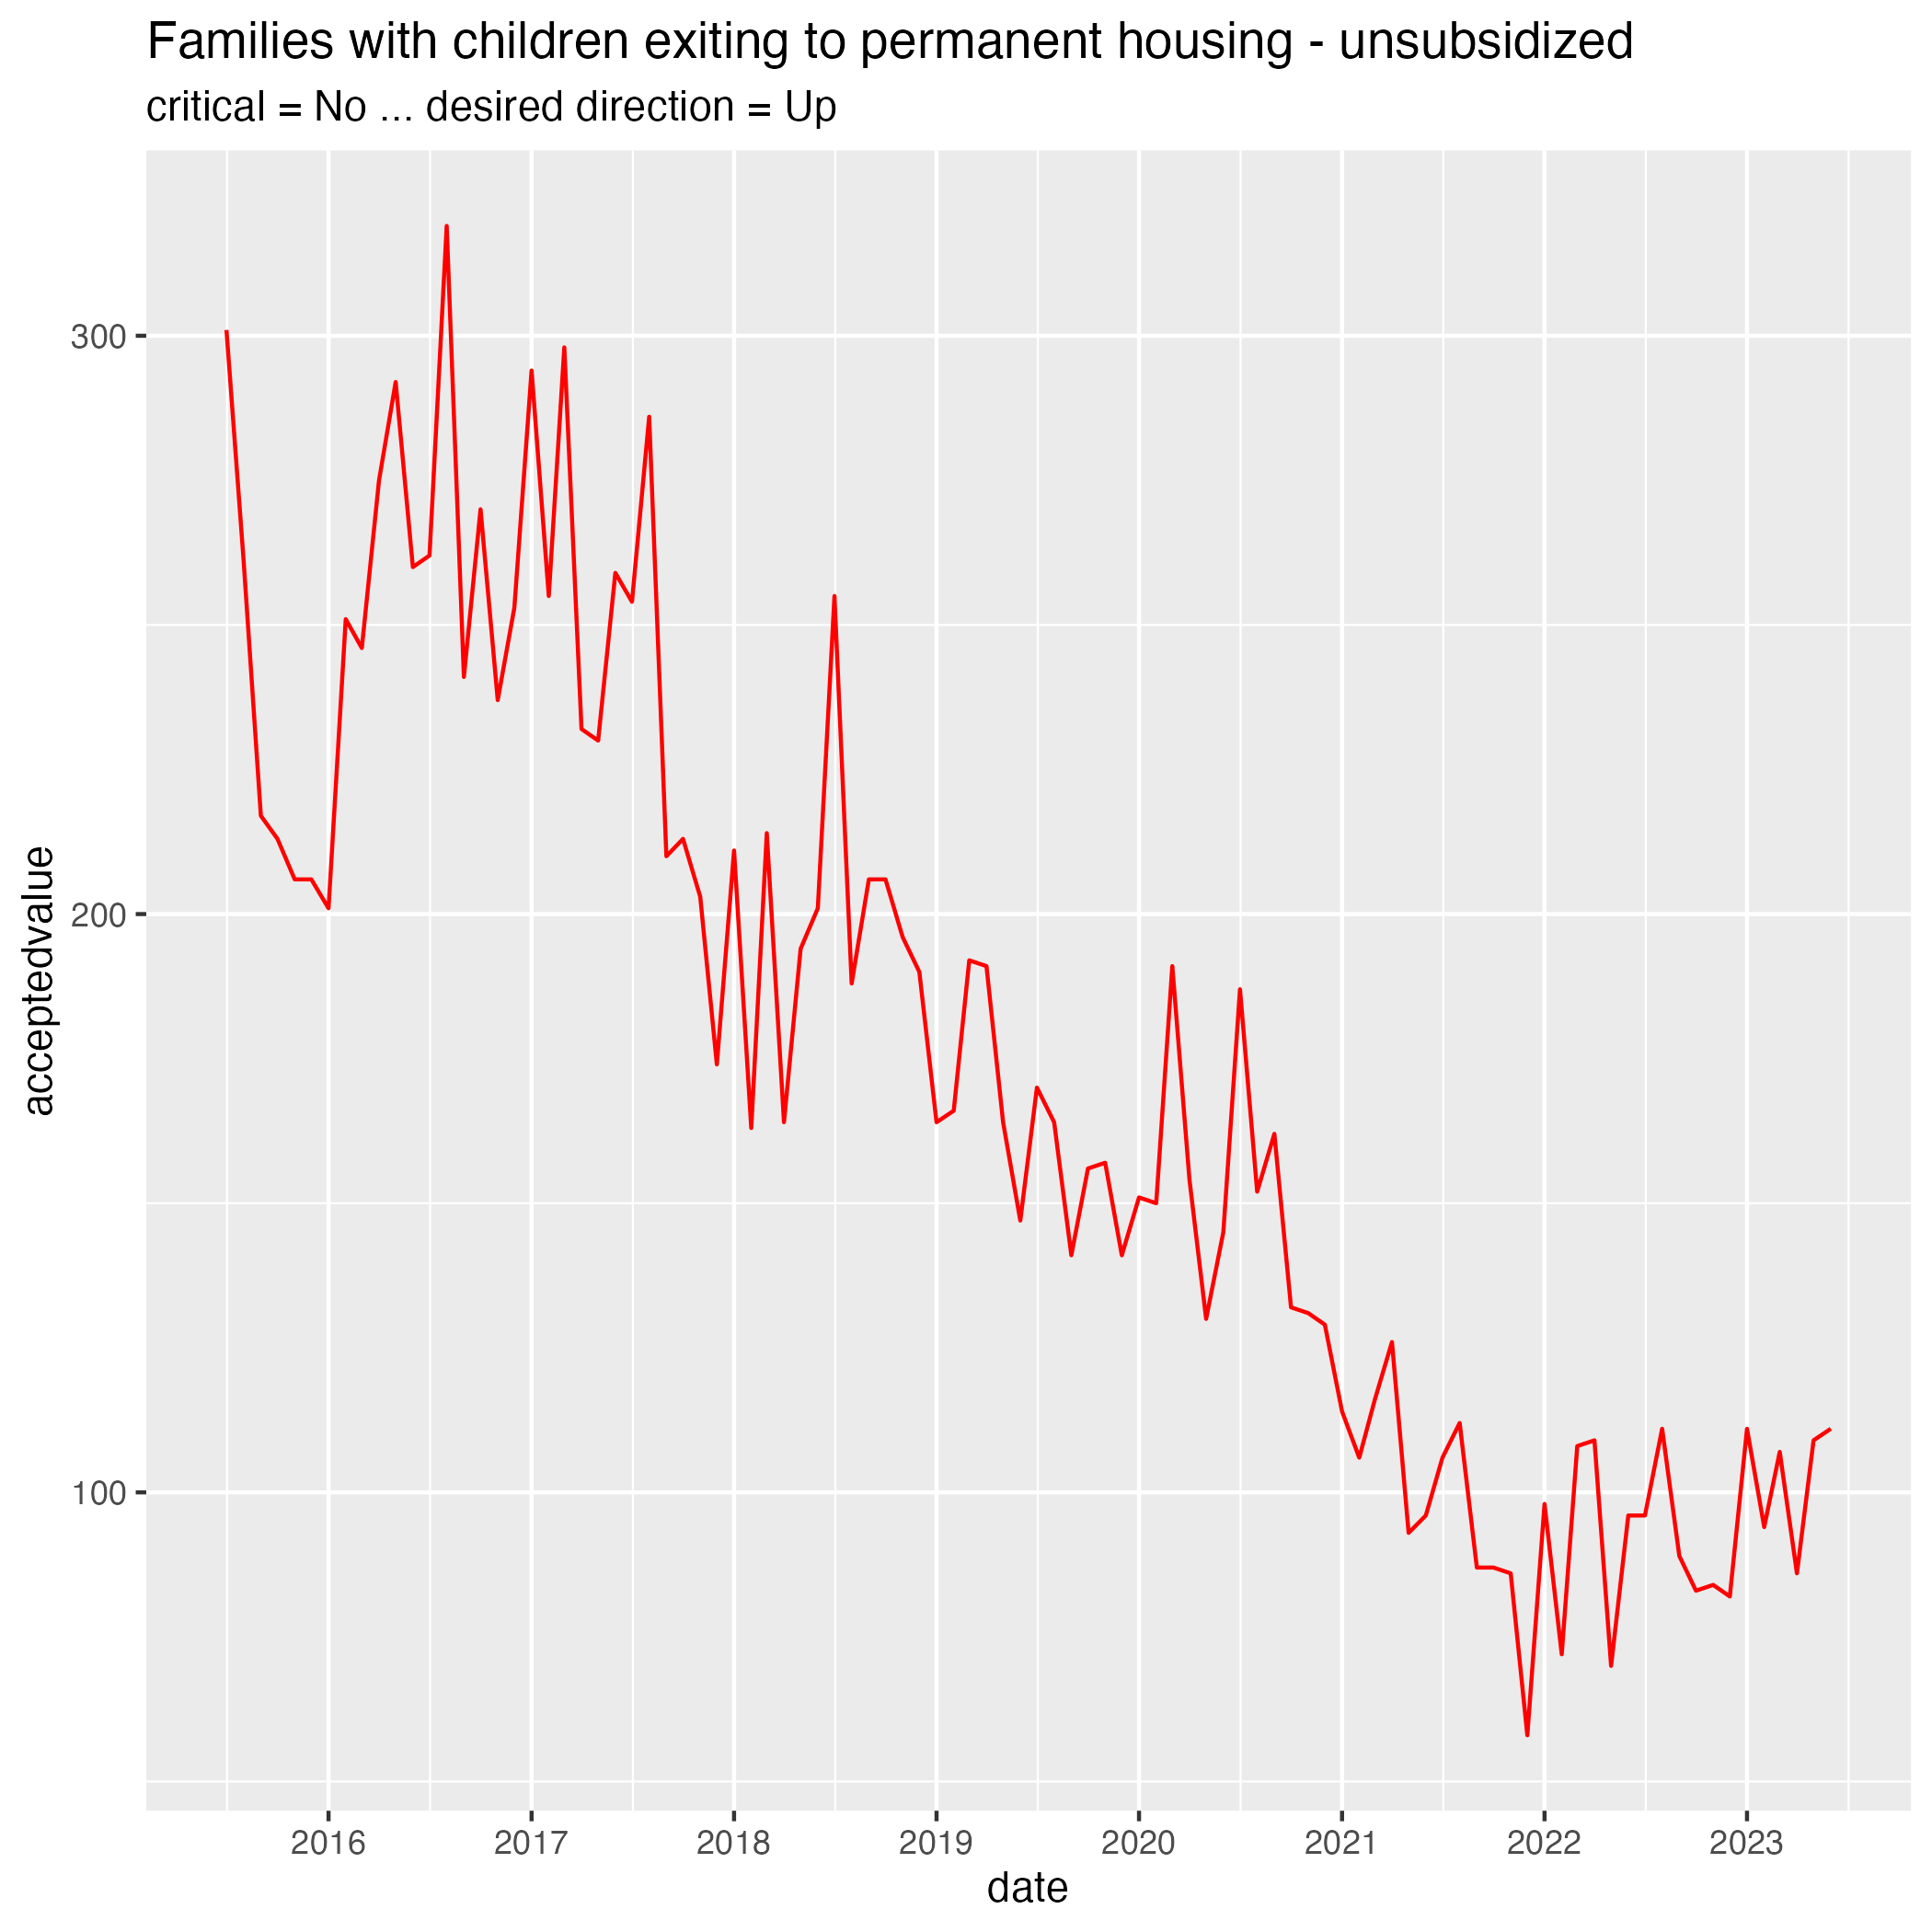 Families with children exiting to permanent housing - unsubsidized
critical = No ... desired direction = Up
acceptedvalue
300
200
100
2016 2017 2018 2019 2020 2021 2022 2023
date